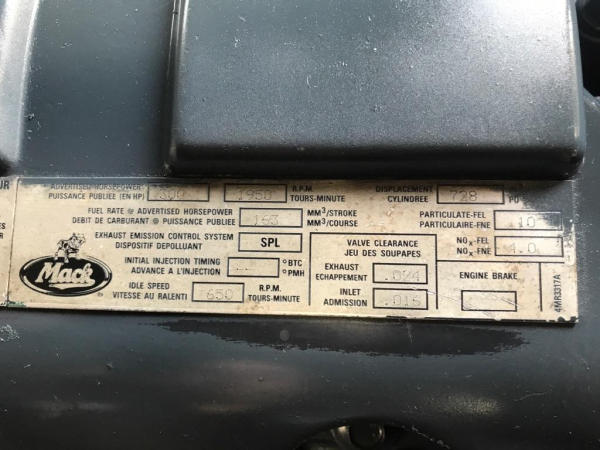 ADVERTISED HORSEPOWER 300 1950 R.P.M. DISPLACEMENT 728
PUISSANCE PUBLIÉE (EN HP) TOURS-MINUTE CYLINDREE PO
FUEL RATE @ ADVERTISED HORSEPOWER 153 MM³/STROKE PARTICULATE-FEL .10
DEBIT DE CARBURANT @ PUISSANCE PUBLIEE MM³/COURSE PARTICULAIRE-FNE
EXHAUST EMISSION CONTROL SYSTEM SPL
DISPOSITIF DEPOLLUANT
VALVE CLEARANCE
JEU DES SOUPAPES
NOx-FEL 4.0
NOx-FNE
Mack
INITIAL INJECTION TIMING °BTC
AVANCE A L'INJECTION °PMH
EXHAUST .024
ECHAPPEMENT
ENGINE BRAKE
IDLE SPEED 650 R.P.M.
VITESSE AU RALENTI TOURS-MINUTE
INLET .016
ADMISSION
4MR3317A